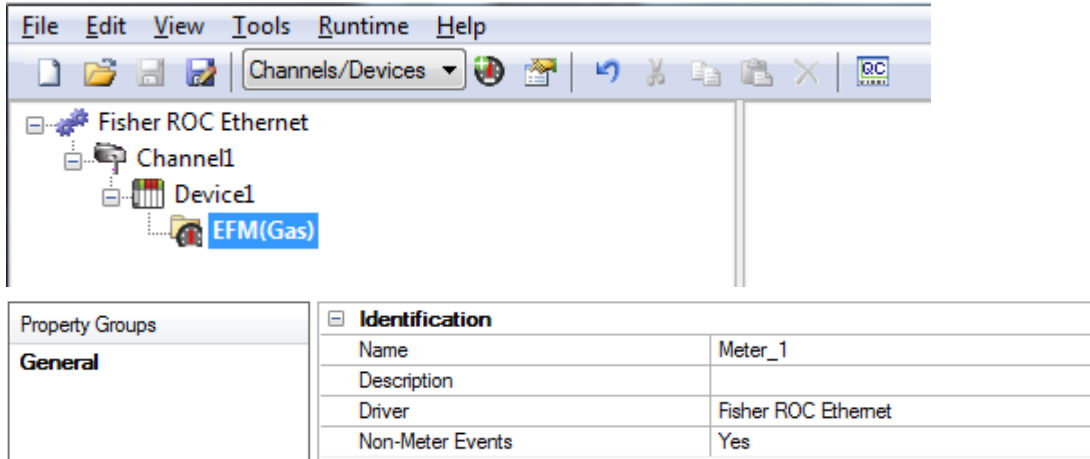 File Edit View Tools Runtime Help
Channels/Devices QC
Fisher ROC Ethernet
Channel1
Device1
EFM(Gas)
Property Groups
General
Identification
Name Meter_1
Description
Driver Fisher ROC Ethernet
Non-Meter Events Yes